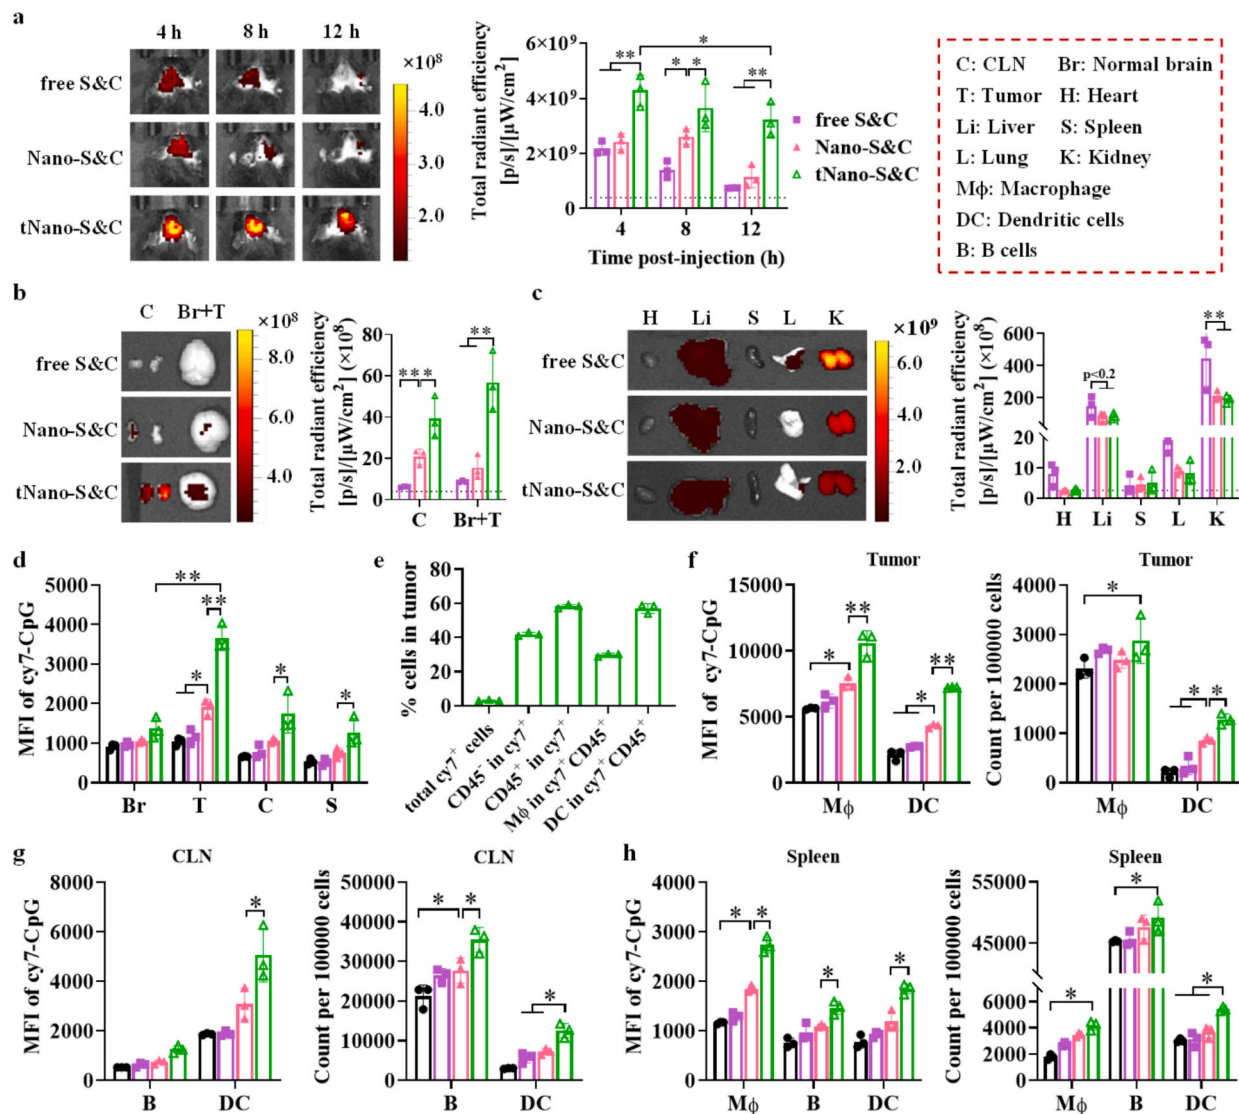 a
4 h 8 h 12 h
free S&C
Nano-S&C
tNano-S&C
×10⁸
4.0
3.0
2.0
Total radiant efficiency
[p/s]/[µW/cm²]
6×10⁹
4×10⁹
2×10⁹
0
** * * ** *
4 8 12
Time post-injection (h)
free S&C
Nano-S&C
tNano-S&C
C: CLN Br: Normal brain
T: Tumor H: Heart
Li: Liver S: Spleen
L: Lung K: Kidney
Mϕ: Macrophage
DC: Dendritic cells
B: B cells
b
C Br+T
free S&C
Nano-S&C
tNano-S&C
×10⁸
8.0
6.0
4.0
Total radiant efficiency
[p/s]/[µW/cm²] (×10⁸)
80
60
40
20
0
*** * **
C Br+T
c
H Li S L K
free S&C
Nano-S&C
tNano-S&C
×10⁹
6.0
4.0
2.0
Total radiant efficiency
[p/s]/[µW/cm²] (×10⁸)
600
400
200
20
10
0
p<0.2
**
H Li S L K
d
MFI of cy7-CpG
5000
4000
3000
2000
1000
0
** ** * * *
Br T C S
e
% cells in tumor
80
60
40
20
0
total cy7⁺ cells
CD45⁻ in cy7⁺
CD45⁺ in cy7⁺
Mϕ in cy7⁺CD45⁺
DC in cy7⁺CD45⁺
f
Tumor
MFI of cy7-CpG
15000
10000
5000
0
* ** * **
Mϕ DC
Tumor
Count per 100000 cells
4000
3000
2000
1000
0
* * *
Mϕ DC
g
CLN
MFI of cy7-CpG
8000
6000
4000
2000
0
*
B DC
CLN
Count per 100000 cells
50000
40000
30000
20000
10000
0
* * *
B DC
h
Spleen
MFI of cy7-CpG
4000
3000
2000
1000
0
* * * *
Mϕ B DC
Spleen
Count per 100000 cells
55000
45000
6000
4000
2000
0
* * *
Mϕ B DC